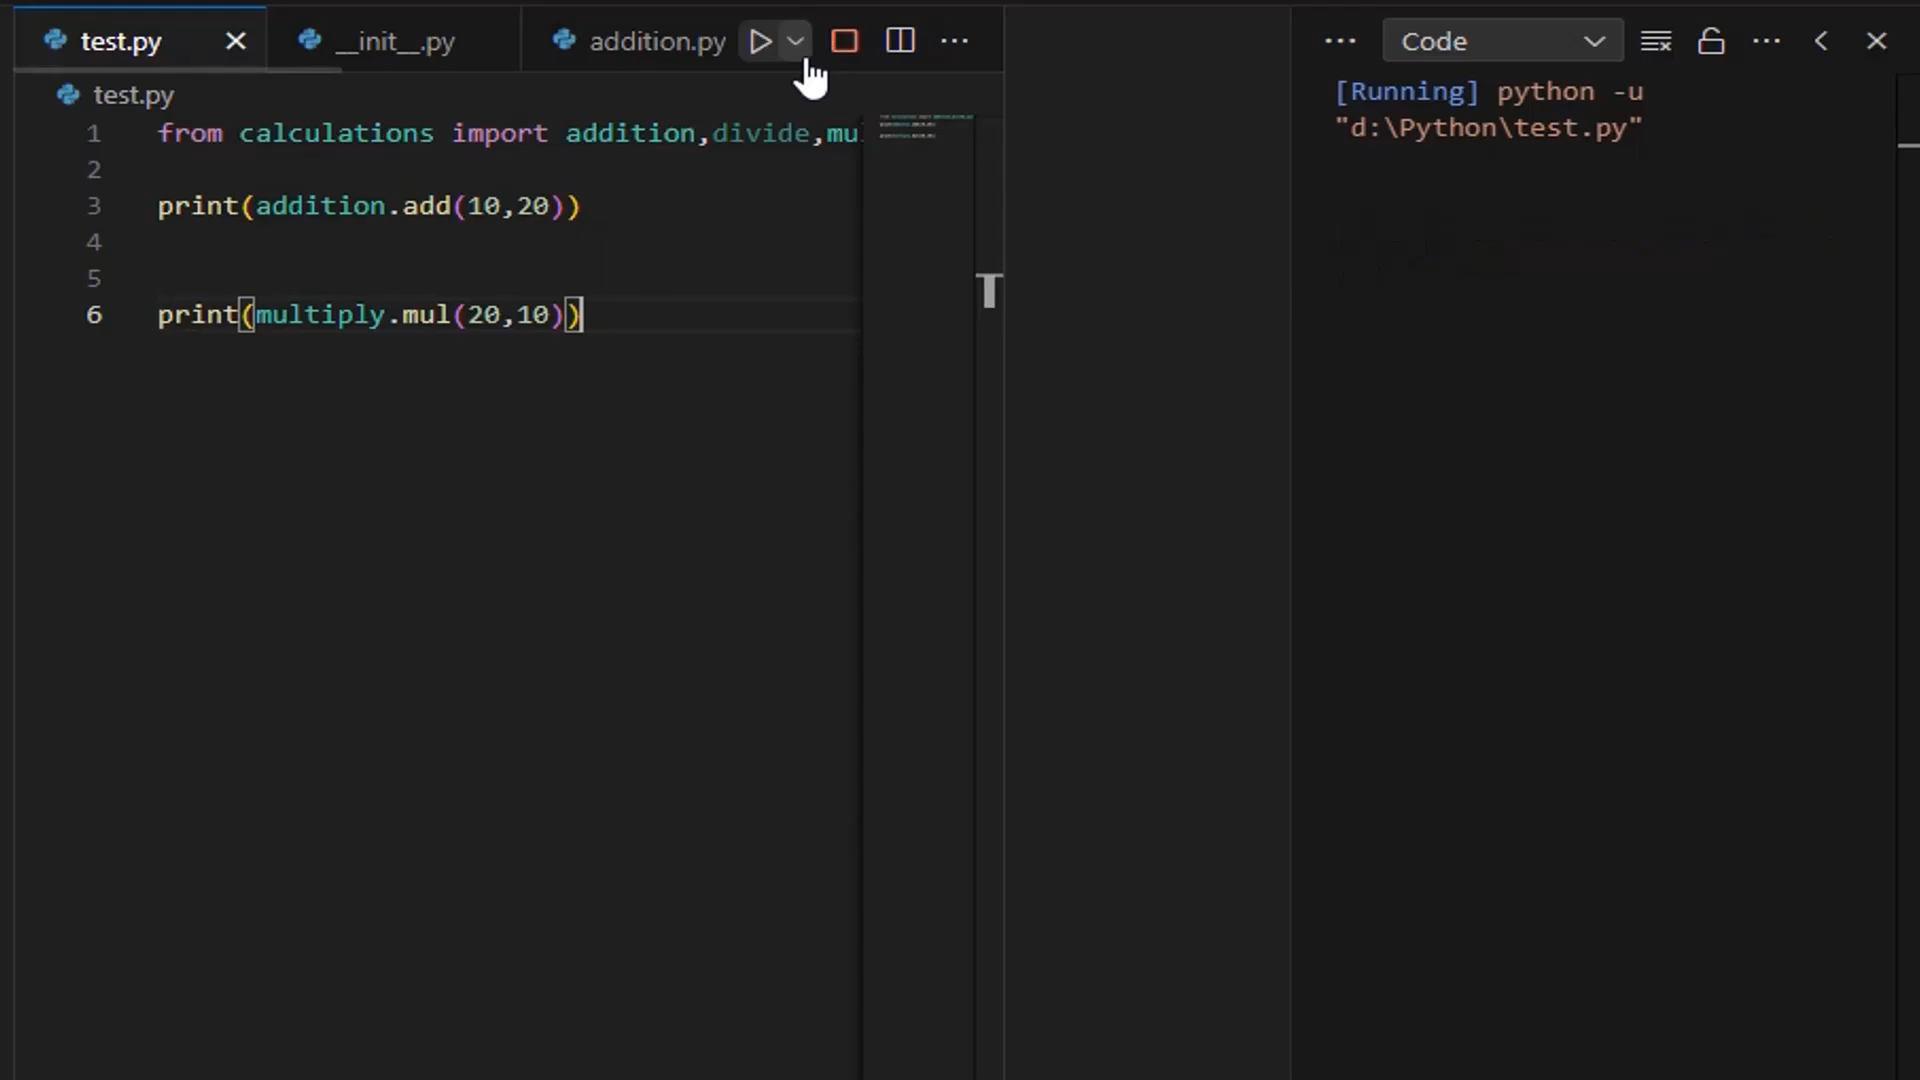 test.py
__init__.py
addition.py
Code
test.py
1 from calculations import addition,divide,mu
2
3 print(addition.add(10,20))
4
5
6 print(multiply.mul(20,10))
[Running] python -u
"d:\Python\test.py"